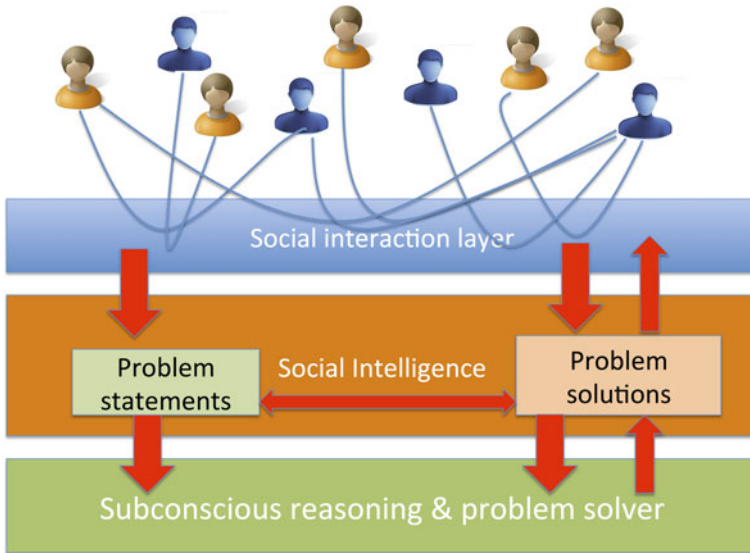 Social interaction layer
Problem
statements
Social Intelligence
Problem
solutions
Subconscious reasoning & problem solver